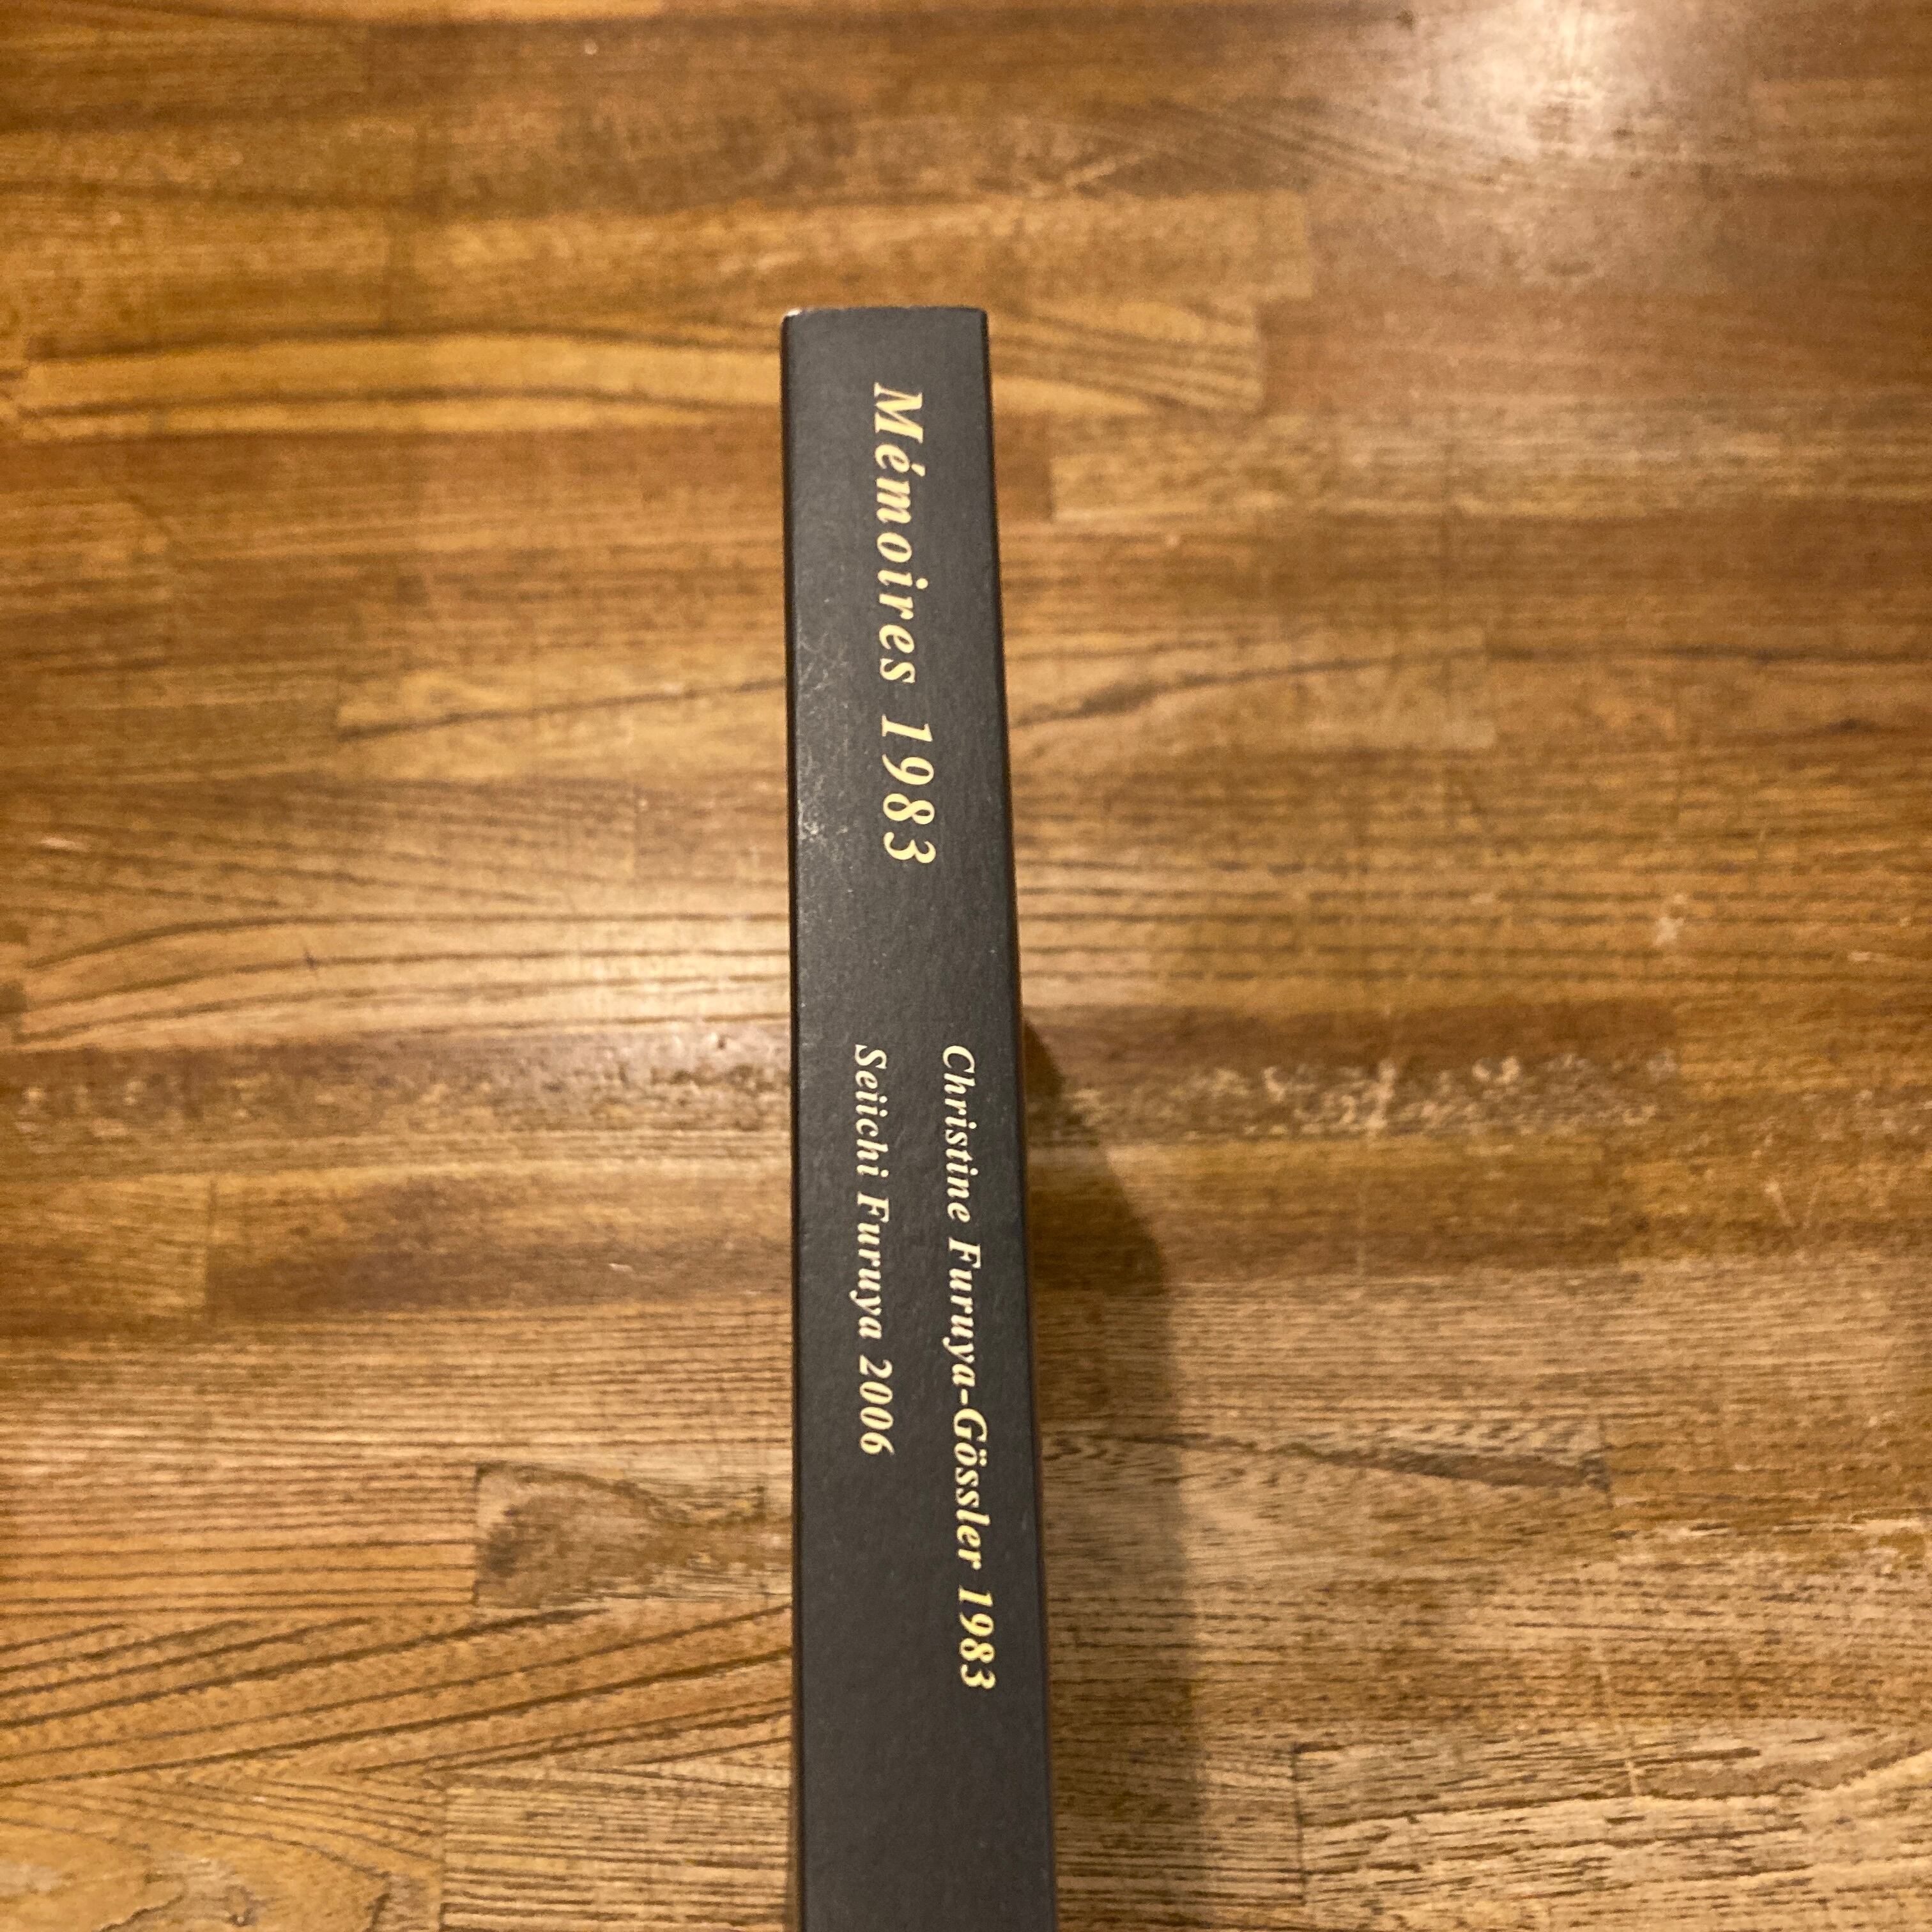 Mémoires 1983
Christine Furuya-Gössler 1983
Seiichi Furuya 2006